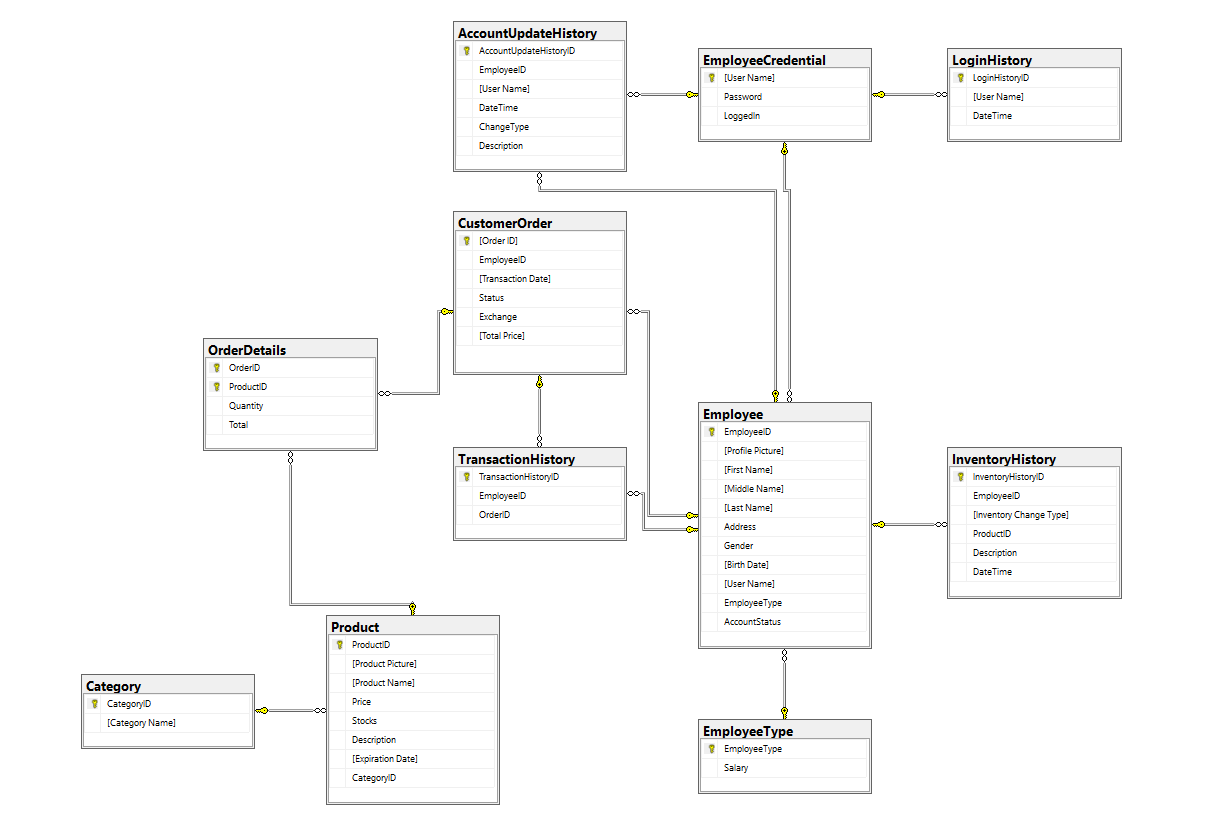 AccountUpdateHistory
AccountUpdateHistoryID
EmployeeID
[User Name]
DateTime
ChangeType
Description
EmployeeCredential
[User Name]
Password
LoggedIn
LoginHistory
LoginHistoryID
[User Name]
DateTime
CustomerOrder
[Order ID]
EmployeeID
[Transaction Date]
Status
Exchange
[Total Price]
OrderDetails
OrderID
ProductID
Quantity
Total
TransactionHistory
TransactionHistoryID
EmployeeID
OrderID
Employee
EmployeeID
[Profile Picture]
[First Name]
[Middle Name]
[Last Name]
Address
Gender
[Birth Date]
[User Name]
EmployeeType
AccountStatus
InventoryHistory
InventoryHistoryID
EmployeeID
[Inventory Change Type]
ProductID
Description
DateTime
Product
ProductID
[Product Picture]
[Product Name]
Price
Stocks
Description
[Expiration Date]
CategoryID
Category
CategoryID
[Category Name]
EmployeeType
EmployeeType
Salary